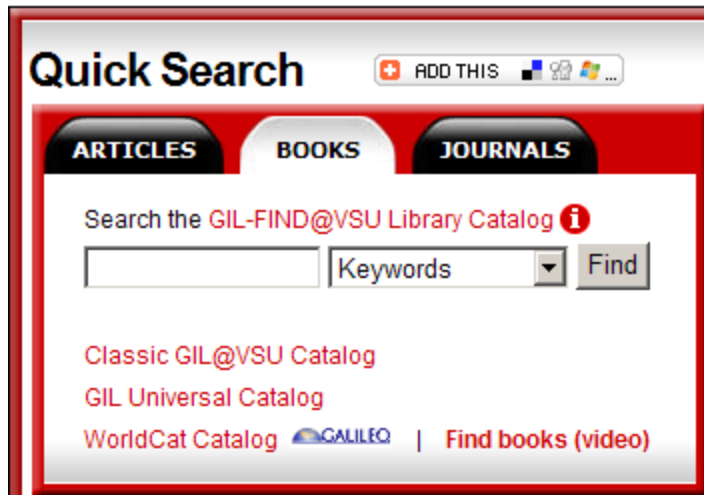 Quick Search ADD THIS ...
ARTICLES BOOKS JOURNALS
Search the GIL-FIND@VSU Library Catalog i
Keywords Find
Classic GIL@VSU Catalog
GIL Universal Catalog
WorldCat Catalog GALILEO | Find books (video)